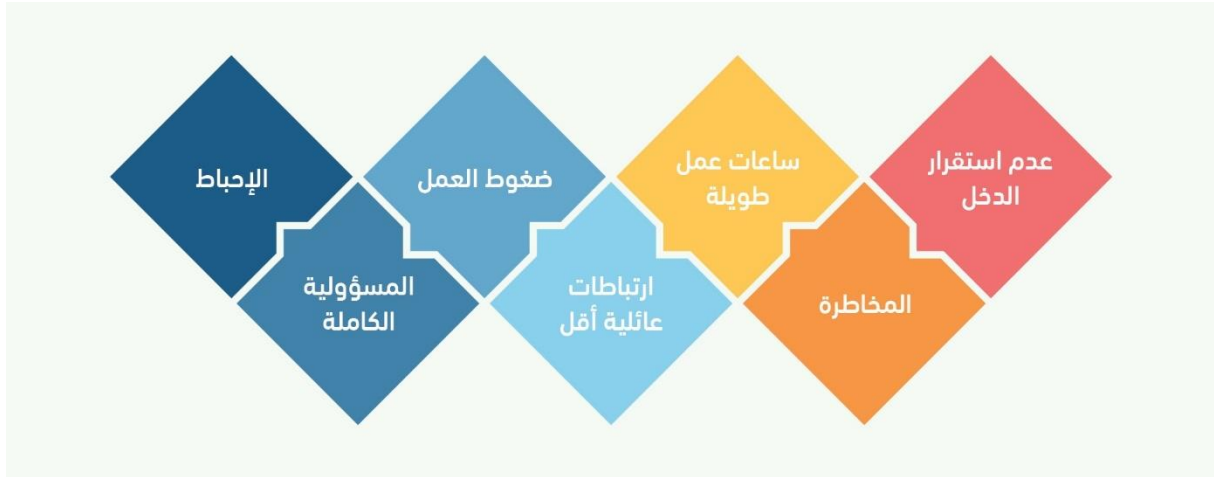 عدم استقرار
الدخل
المخاطرة
ساعات عمل
طويلة
ارتباطات
عائلية أقل
ضغوط العمل
المسؤولية
الكاملة
الإحباط